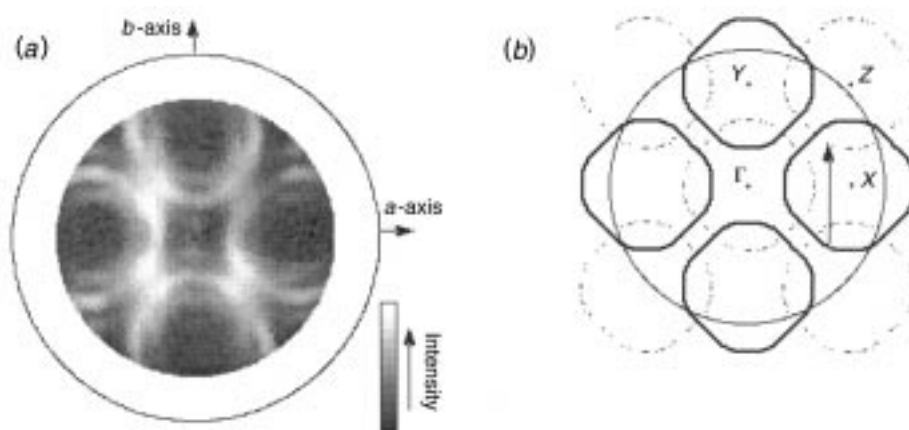 (a)
b-axis
a-axis
Intensity
(b)
Y
Z
Γ
X